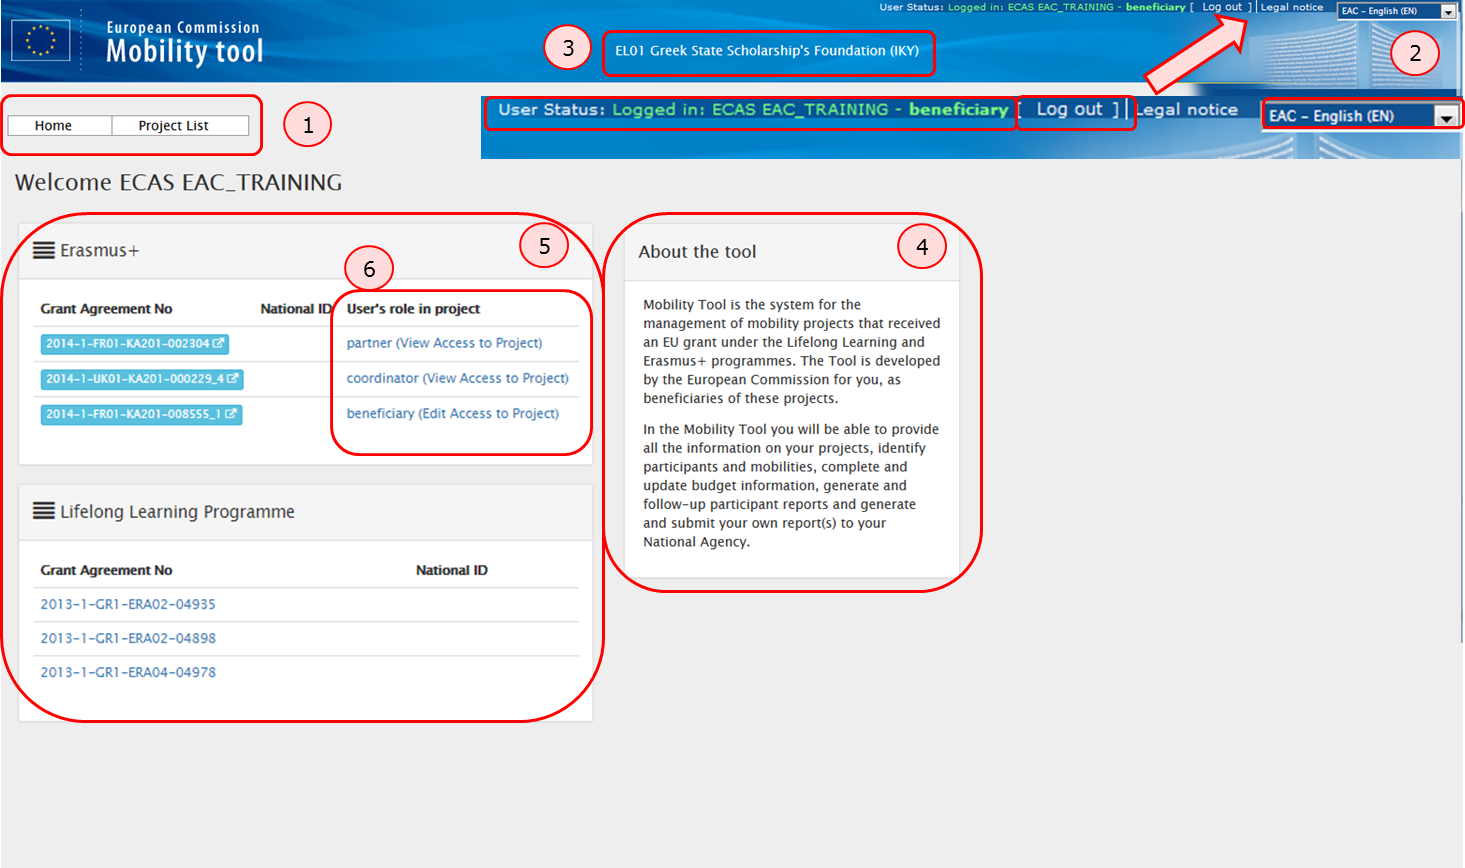 User Status: Logged in: ECAS EAC_TRAINING - beneficiary [ Log out ] | Legal notice EAC – English (EN)
European Commission
Mobility tool
3
EL01 Greek State Scholarship's Foundation (IKY)
2
Home Project List
1
User Status: Logged in: ECAS EAC_TRAINING - beneficiary [ Log out ] | Legal notice EAC – English (EN)
Welcome ECAS EAC_TRAINING
Erasmus+
5
6
Grant Agreement No National ID User's role in project
2014-1-FR01-KA201-002304 partner (View Access to Project)
2014-1-UK01-KA201-000229_4 coordinator (View Access to Project)
2014-1-FR01-KA201-008555_1 beneficiary (Edit Access to Project)
Lifelong Learning Programme
Grant Agreement No National ID
2013-1-GR1-ERA02-04935
2013-1-GR1-ERA02-04898
2013-1-GR1-ERA04-04978
About the tool
4
Mobility Tool is the system for the
management of mobility projects that received
an EU grant under the Lifelong Learning and
Erasmus+ programmes. The Tool is developed
by the European Commission for you, as
beneficiaries of these projects.
In the Mobility Tool you will be able to provide
all the information on your projects, identify
participants and mobilities, complete and
update budget information, generate and
follow-up participant reports and generate
and submit your own report(s) to your
National Agency.